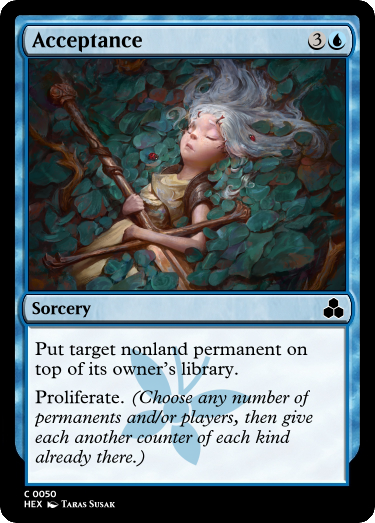 Acceptance 3
Sorcery
Put target nonland permanent on
top of its owner's library.
Proliferate. (Choose any number of
permanents and/or players, then give
each another counter of each kind
already there.)
C 0050
HEX Taras Susak